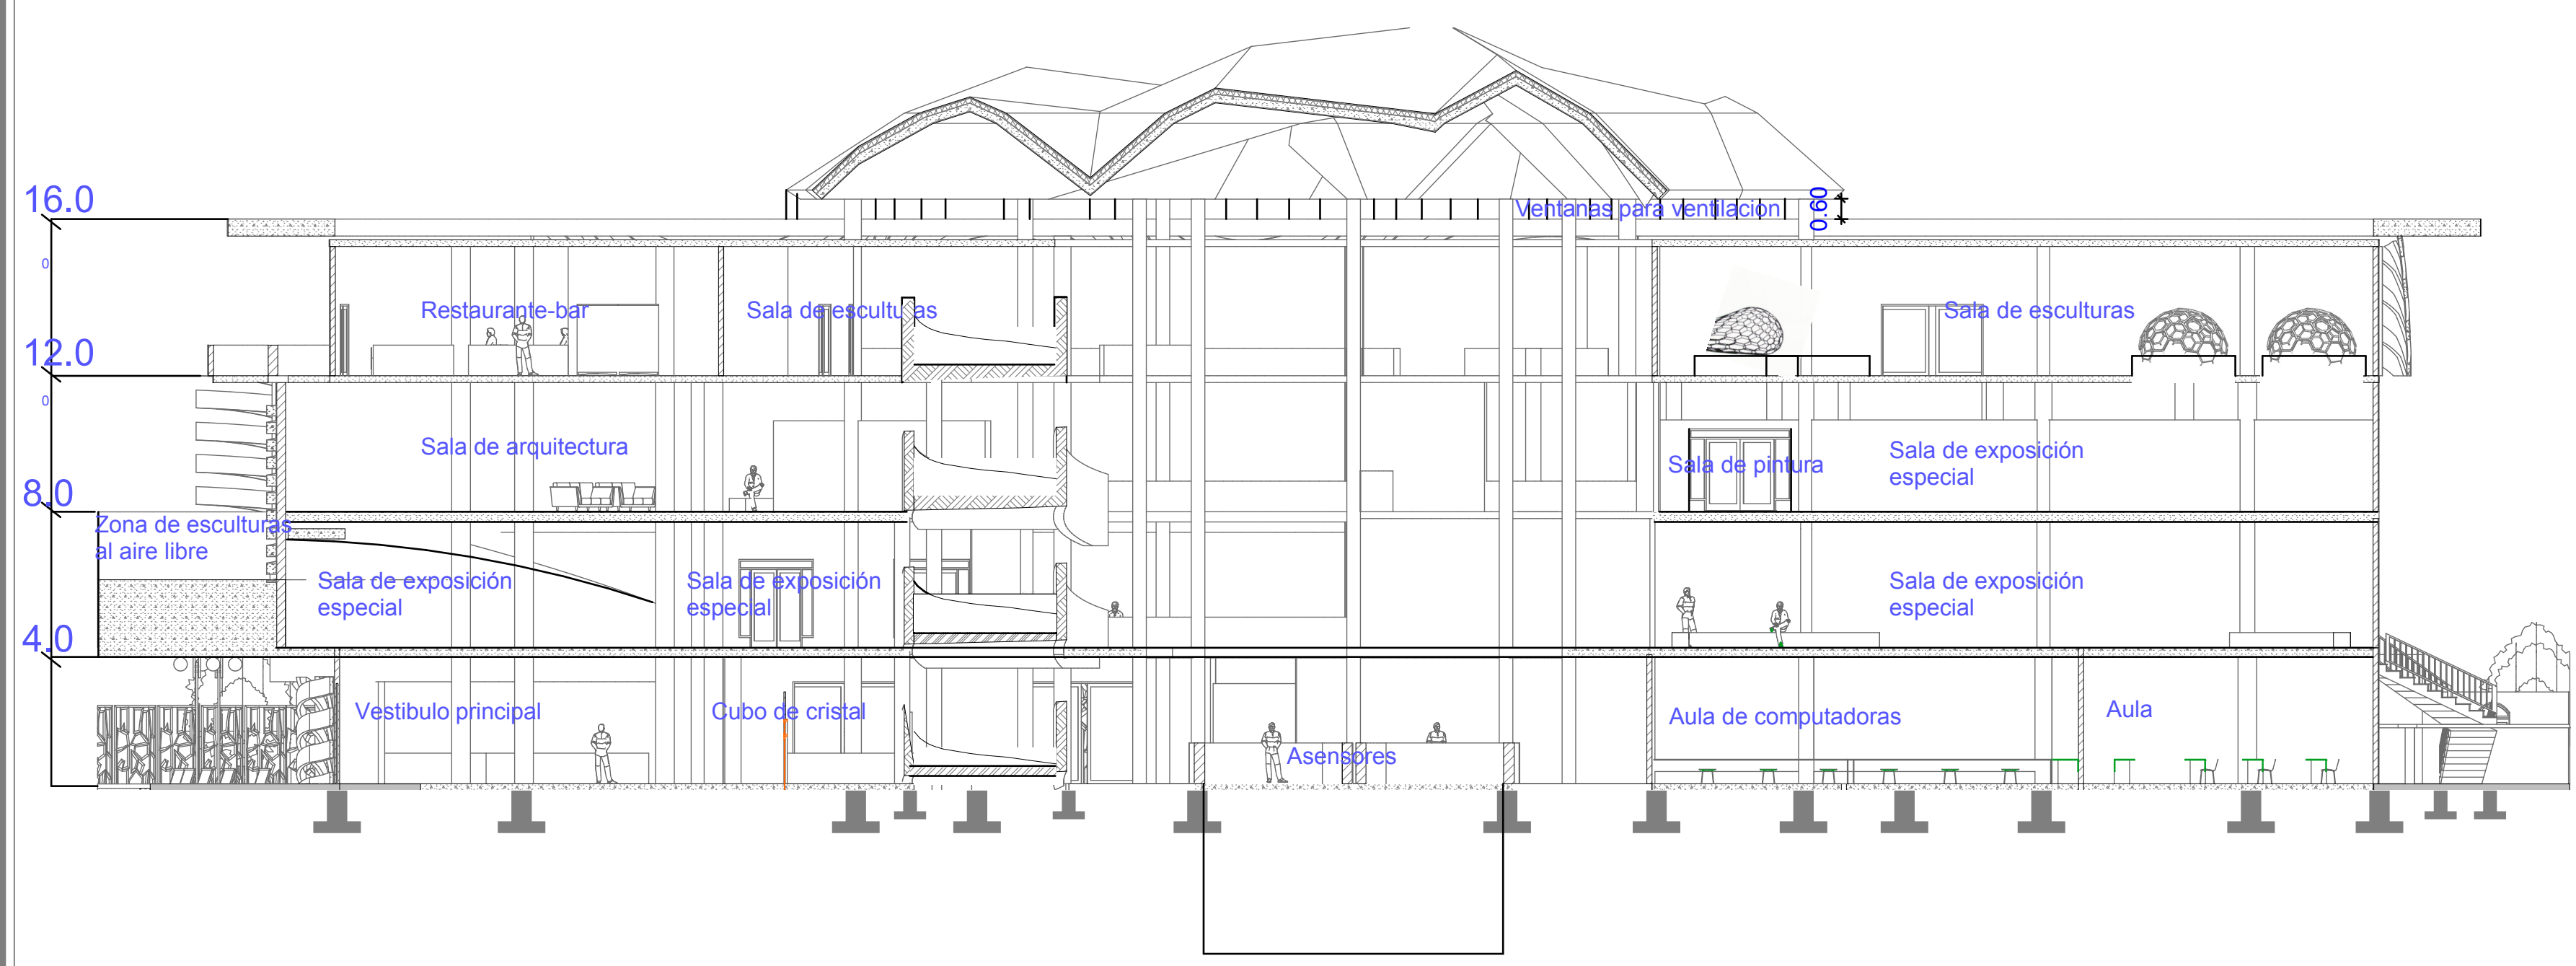 16.0
0
Ventanas para ventilación
0.60
Restaurante-bar
Sala de esculturas
Sala de esculturas
12.0
0
Sala de arquitectura
Sala de pintura
Sala de exposición
especial
8.0
Zona de esculturas
al aire libre
Sala de exposición
especial
Sala de exposición
especial
Sala de exposición
especial
4.0
Vestibulo principal
Cubo de cristal
Asensores
Aula de computadoras
Aula